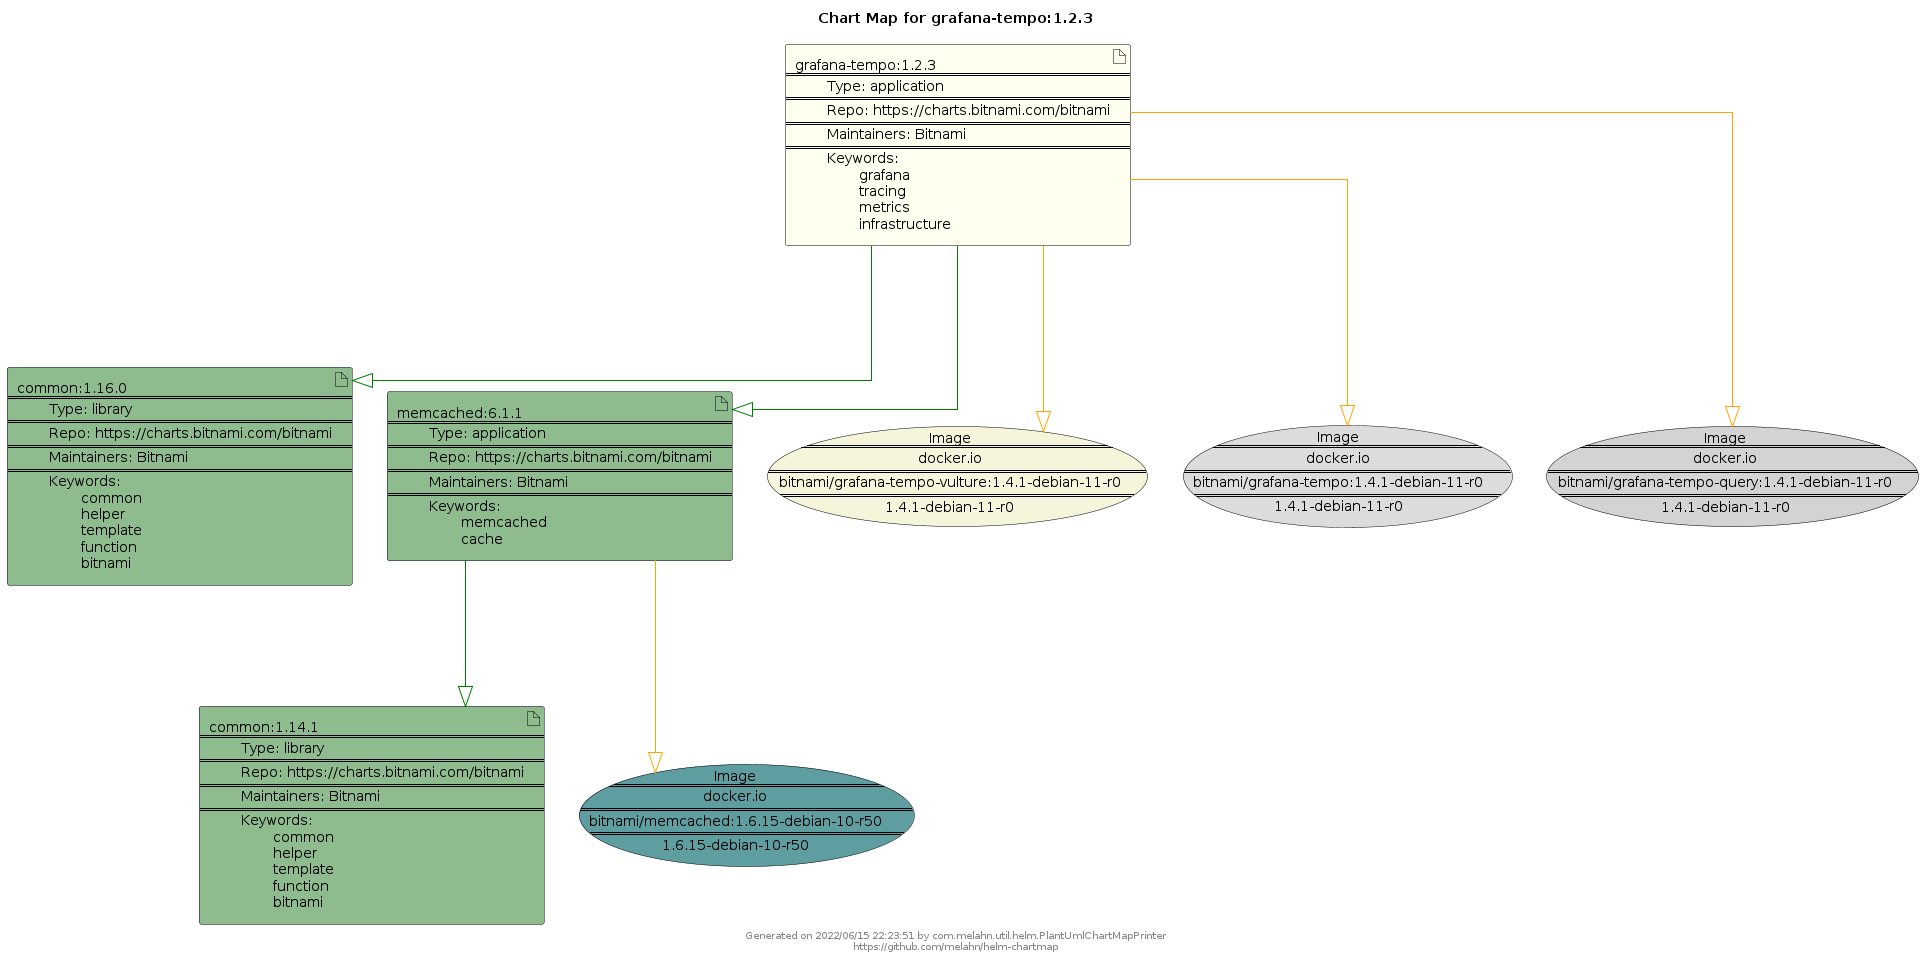 Chart Map for grafana-tempo:1.2.3
grafana-tempo:1.2.3
Type: application
Repo: https://charts.bitnami.com/bitnami
Maintainers: Bitnami
Keywords:
grafana
tracing
metrics
infrastructure
common:1.16.0
Type: library
Repo: https://charts.bitnami.com/bitnami
Maintainers: Bitnami
Keywords:
common
helper
template
function
bitnami
memcached:6.1.1
Type: application
Repo: https://charts.bitnami.com/bitnami
Maintainers: Bitnami
Keywords:
memcached
cache
Image
docker.io
bitnami/grafana-tempo-vulture:1.4.1-debian-11-r0
1.4.1-debian-11-r0
Image
docker.io
bitnami/grafana-tempo:1.4.1-debian-11-r0
1.4.1-debian-11-r0
Image
docker.io
bitnami/grafana-tempo-query:1.4.1-debian-11-r0
1.4.1-debian-11-r0
common:1.14.1
Type: library
Repo: https://charts.bitnami.com/bitnami
Maintainers: Bitnami
Keywords:
common
helper
template
function
bitnami
Image
docker.io
bitnami/memcached:1.6.15-debian-10-r50
1.6.15-debian-10-r50
Generated on 2022/06/15 22:23:51 by com.melahn.util.helm.PlantUmlChartMapPrinter
https://github.com/melahn/helm-chartmap